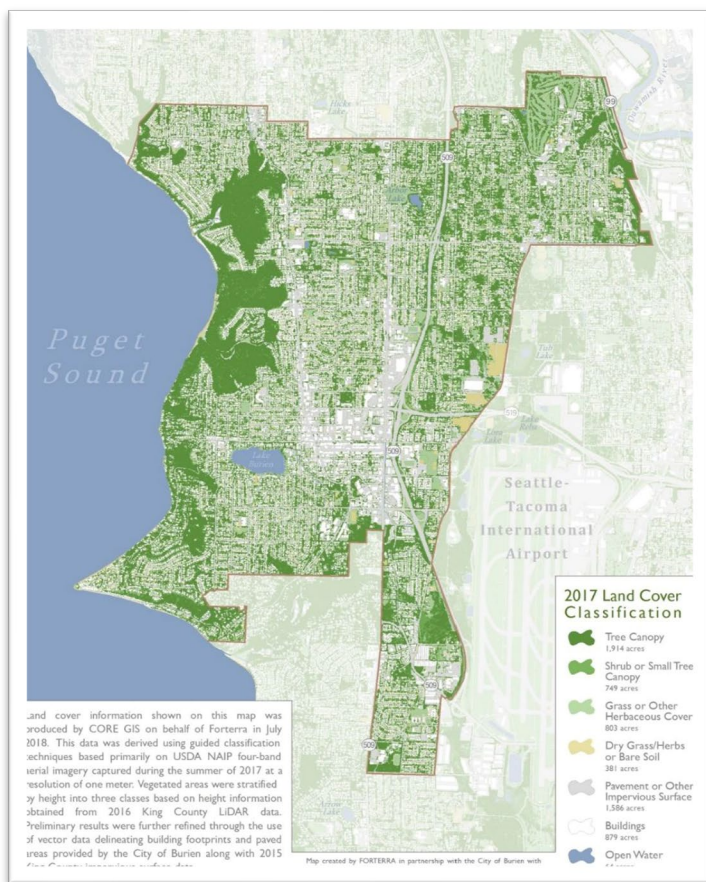 Hicks
Lake
Duwamish River
99
509
Puget
Sound
518
Lake
Burien
509
Seattle-
Tacoma
International
Airport
509
509
2017 Land Cover
Classification
Tree Canopy
1,914 acres
Shrub or Small Tree
Canopy
749 acres
Grass or Other
Herbaceous Cover
803 acres
Dry Grass/Herbs
or Bare Soil
381 acres
Pavement or Other
Impervious Surface
1,586 acres
Buildings
879 acres
Open Water
Land cover information shown on this map was
produced by CORE GIS on behalf of Forterra in July
2018. This data was derived using guided classification
techniques based primarily on USDA NAIP four-band
aerial imagery captured during the summer of 2017 at a
resolution of one meter. Vegetated areas were stratified
by height into three classes based on height information
obtained from 2016 King County LiDAR data.
Preliminary results were further refined through the use
of vector data delineating building footprints and paved
areas provided by the City of Burien along with 2015
Map created by FORTERRA in partnership with the City of Burien with